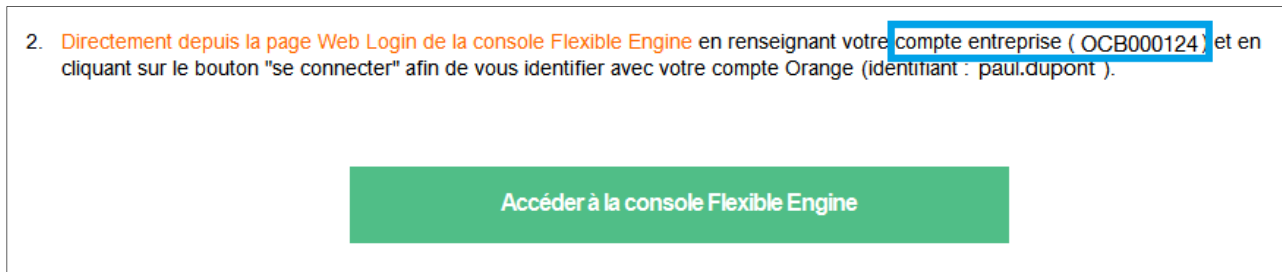 2. Directement depuis la page Web Login de la console Flexible Engine en renseignant votre compte entreprise ( OCB000124 ) et en
cliquant sur le bouton "se connecter" afin de vous identifier avec votre compte Orange (identifiant : paul.dupont ).
Accéder à la console Flexible Engine